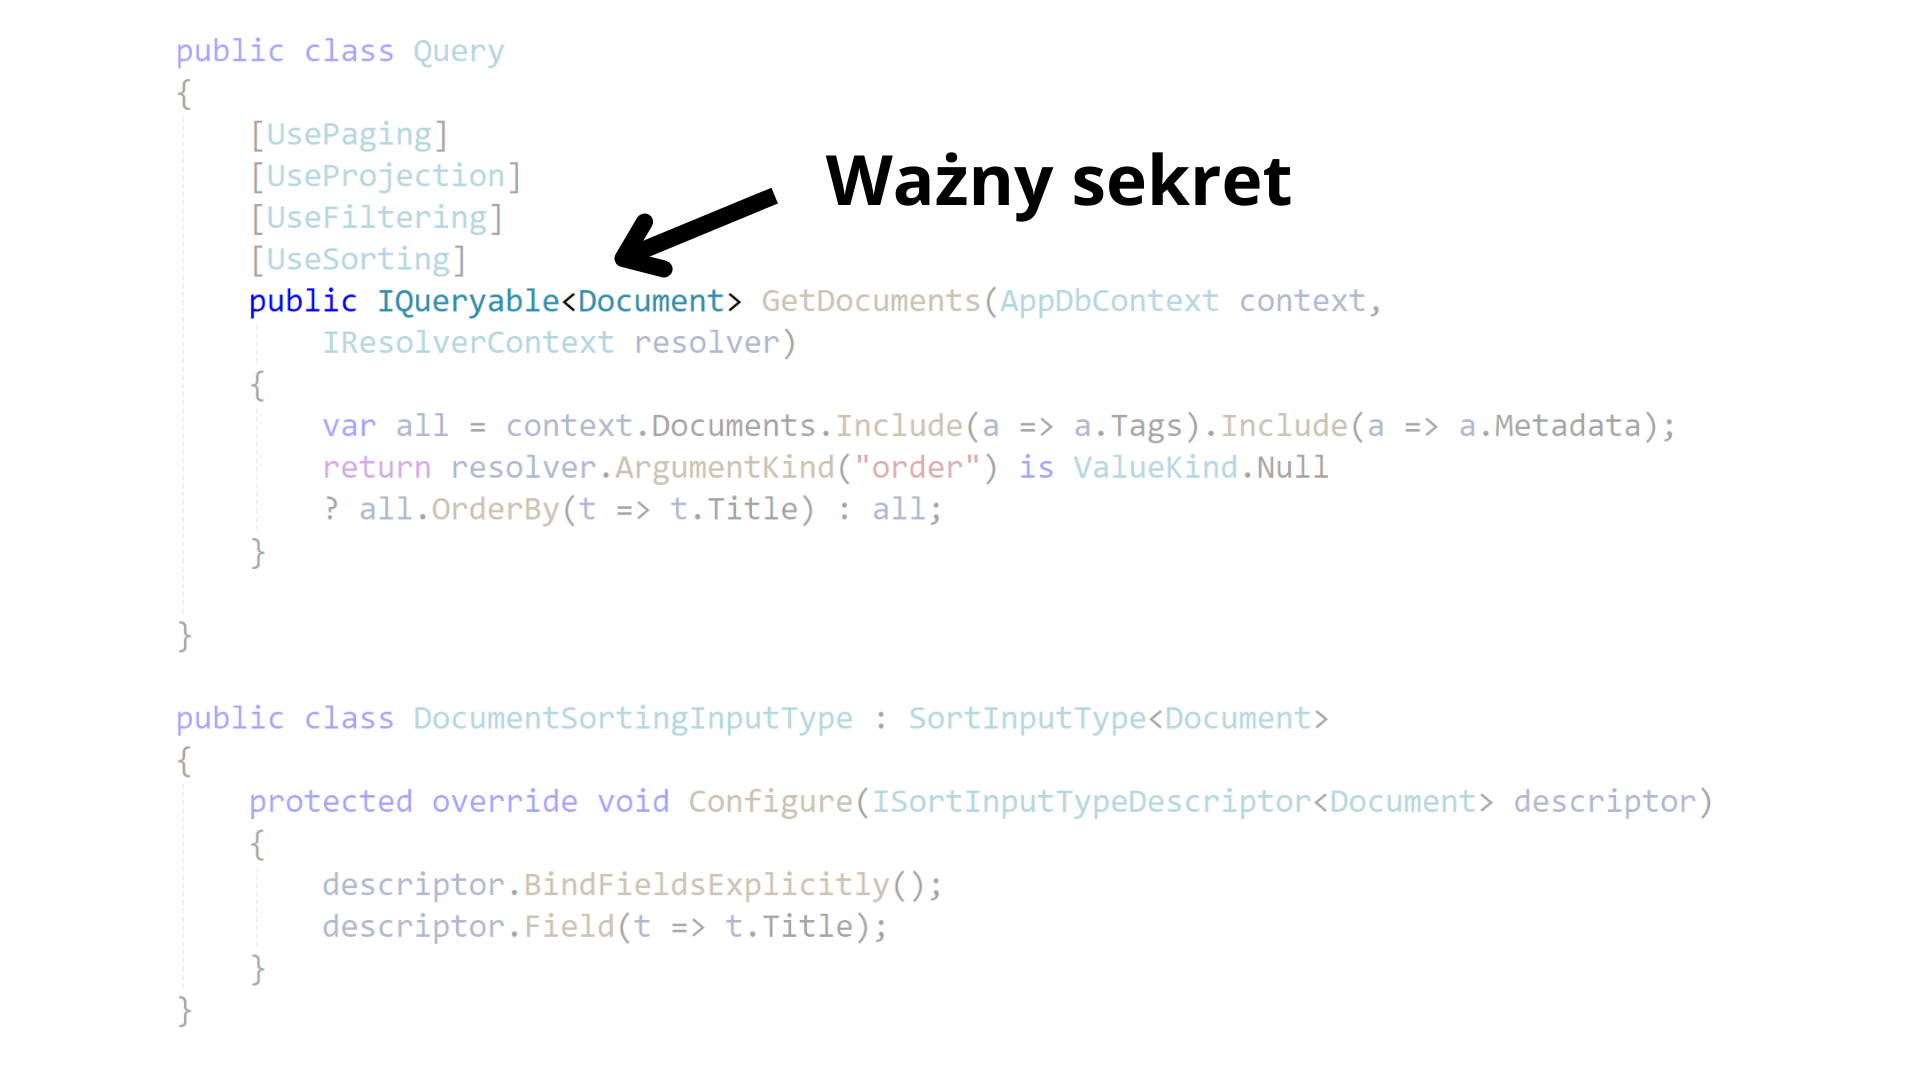 public class Query
{
[UsePaging]
[UseProjection]
[UseFiltering]
[UseSorting]
Ważny sekret
public IQueryable<Document> GetDocuments(AppDbContext context,
IResolverContext resolver)
{
var all = context.Documents.Include(a => a.Tags).Include(a => a.Metadata);
return resolver.ArgumentKind("order") is ValueKind.Null
? all.OrderBy(t => t.Title) : all;
}
}
public class DocumentSortingInputType : SortInputType<Document>
{
protected override void Configure(ISortInputTypeDescriptor<Document> descriptor)
{
descriptor.BindFieldsExplicitly();
descriptor.Field(t => t.Title);
}
}